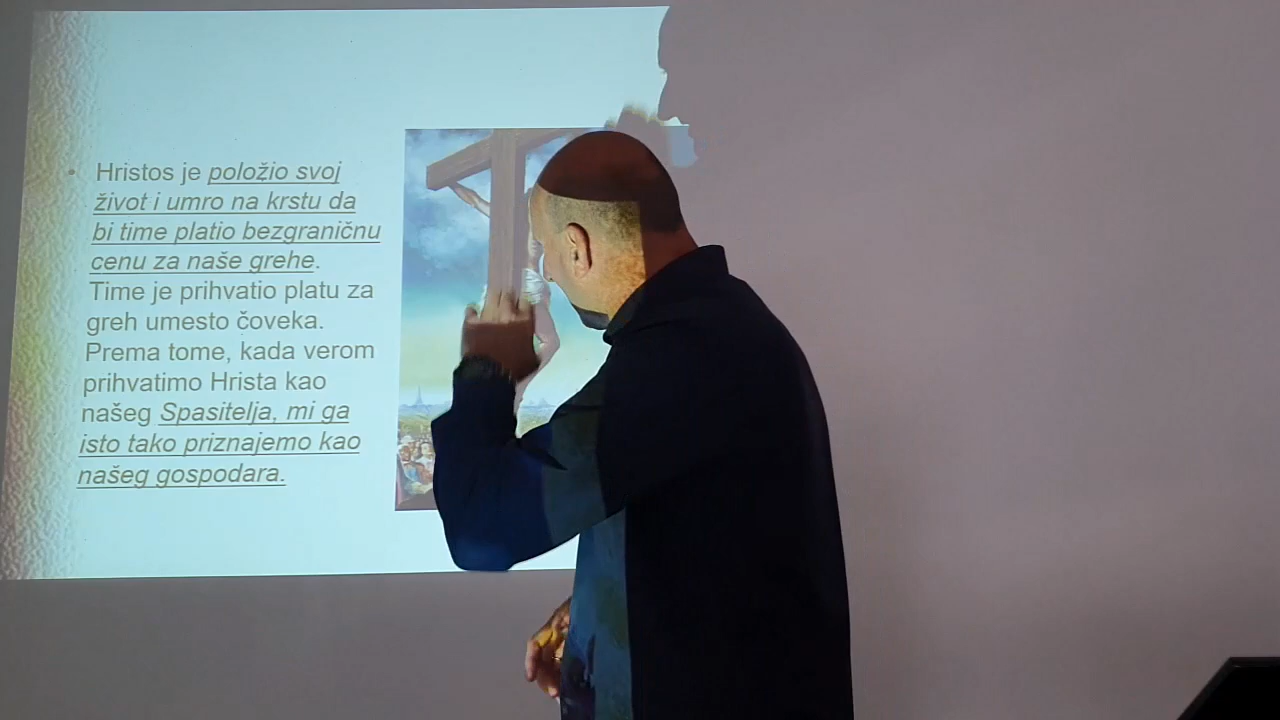 • Hristos je položio svoj
život i umro na krstu da
bi time platio bezgraničnu
cenu za naše grehe.
Time je prihvatio platu za
greh umesto čoveka.
Prema tome, kada verom
prihvatimo Hrista kao
našeg Spasitelja, mi ga
isto tako priznajemo kao
našeg gospodara.